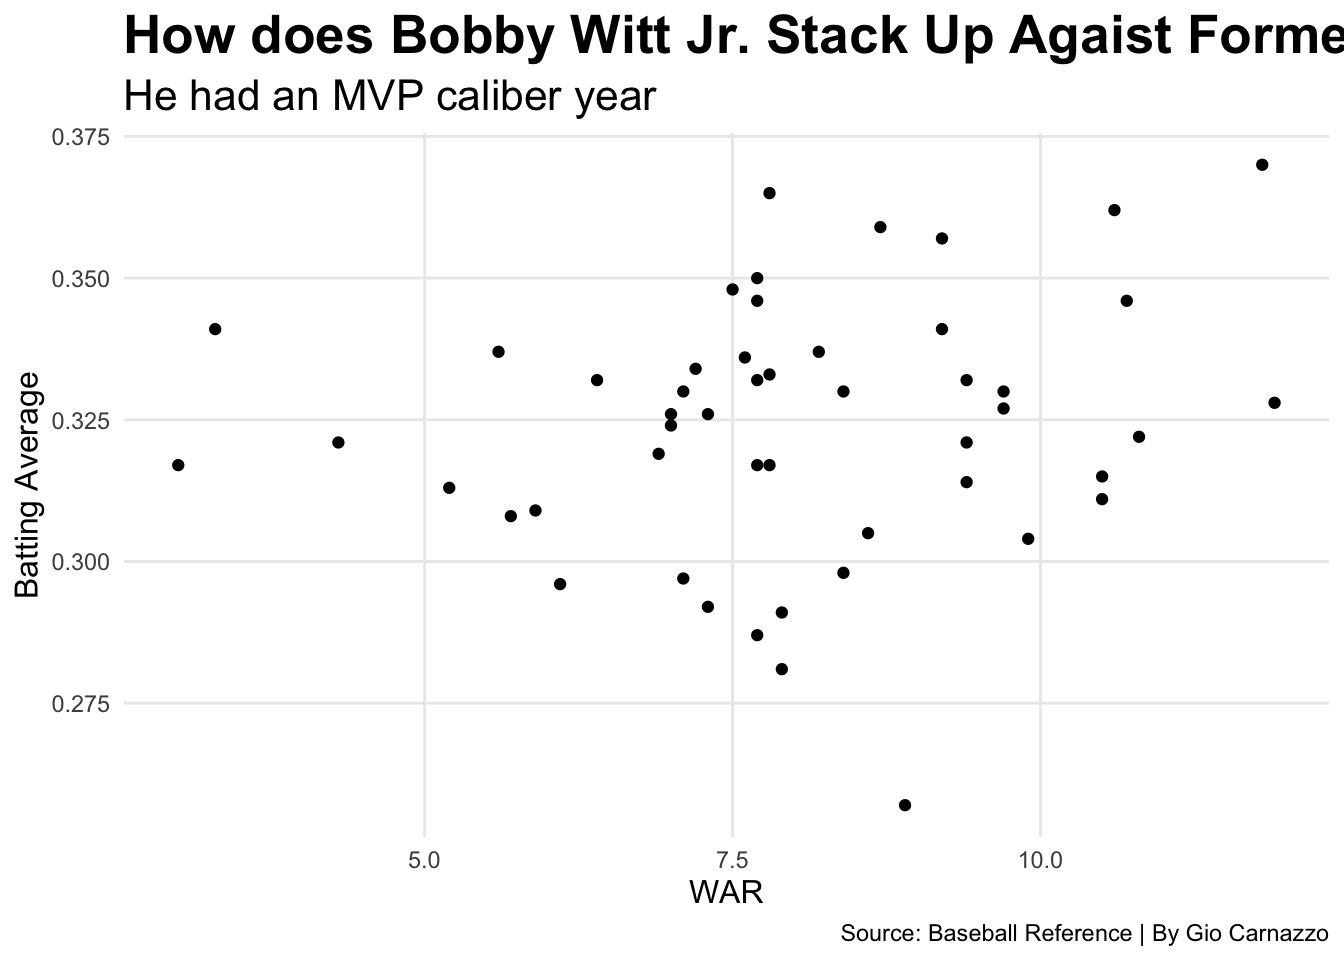 How does Bobby Witt Jr. Stack Up Agaist Forme
He had an MVP caliber year
0.375
0.350
0.325
0.300
0.275
Batting Average
5.0 7.5 10.0
WAR
Source: Baseball Reference | By Gio Carnazzo